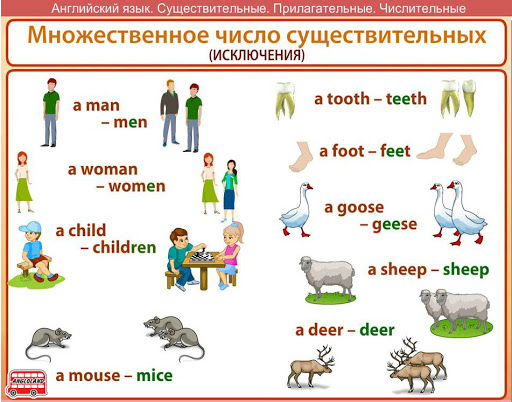 Английский язык. Существительные. Прилагательные. Числительные
Множественное число существительных
(ИСКЛЮЧЕНИЯ)
a man
– men
a woman
– women
a child
– children
a mouse – mice
a tooth – teeth
a foot – feet
a goose
– geese
a sheep – sheep
a deer – deer
ANGLOLAND